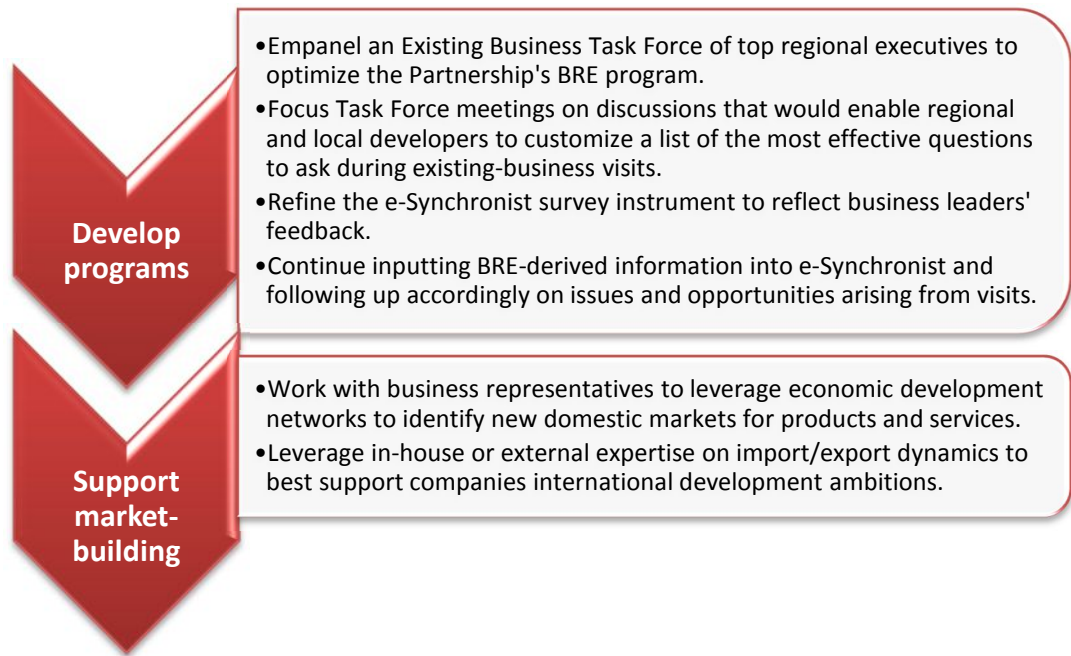 Develop
programs
•Empanel an Existing Business Task Force of top regional executives to
optimize the Partnership's BRE program.
•Focus Task Force meetings on discussions that would enable regional
and local developers to customize a list of the most effective questions
to ask during existing-business visits.
•Refine the e-Synchronist survey instrument to reflect business leaders'
feedback.
•Continue inputting BRE-derived information into e-Synchronist and
following up accordingly on issues and opportunities arising from visits.
Support
market-
building
•Work with business representatives to leverage economic development
networks to identify new domestic markets for products and services.
•Leverage in-house or external expertise on import/export dynamics to
best support companies international development ambitions.